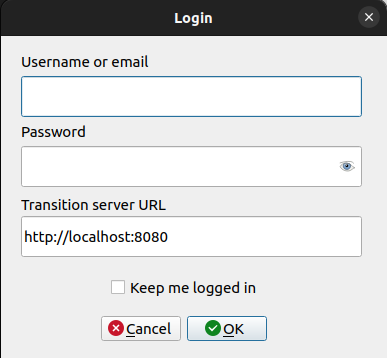 Login
Username or email
Password
Transition server URL
http://localhost:8080
Keep me logged in
Cancel OK